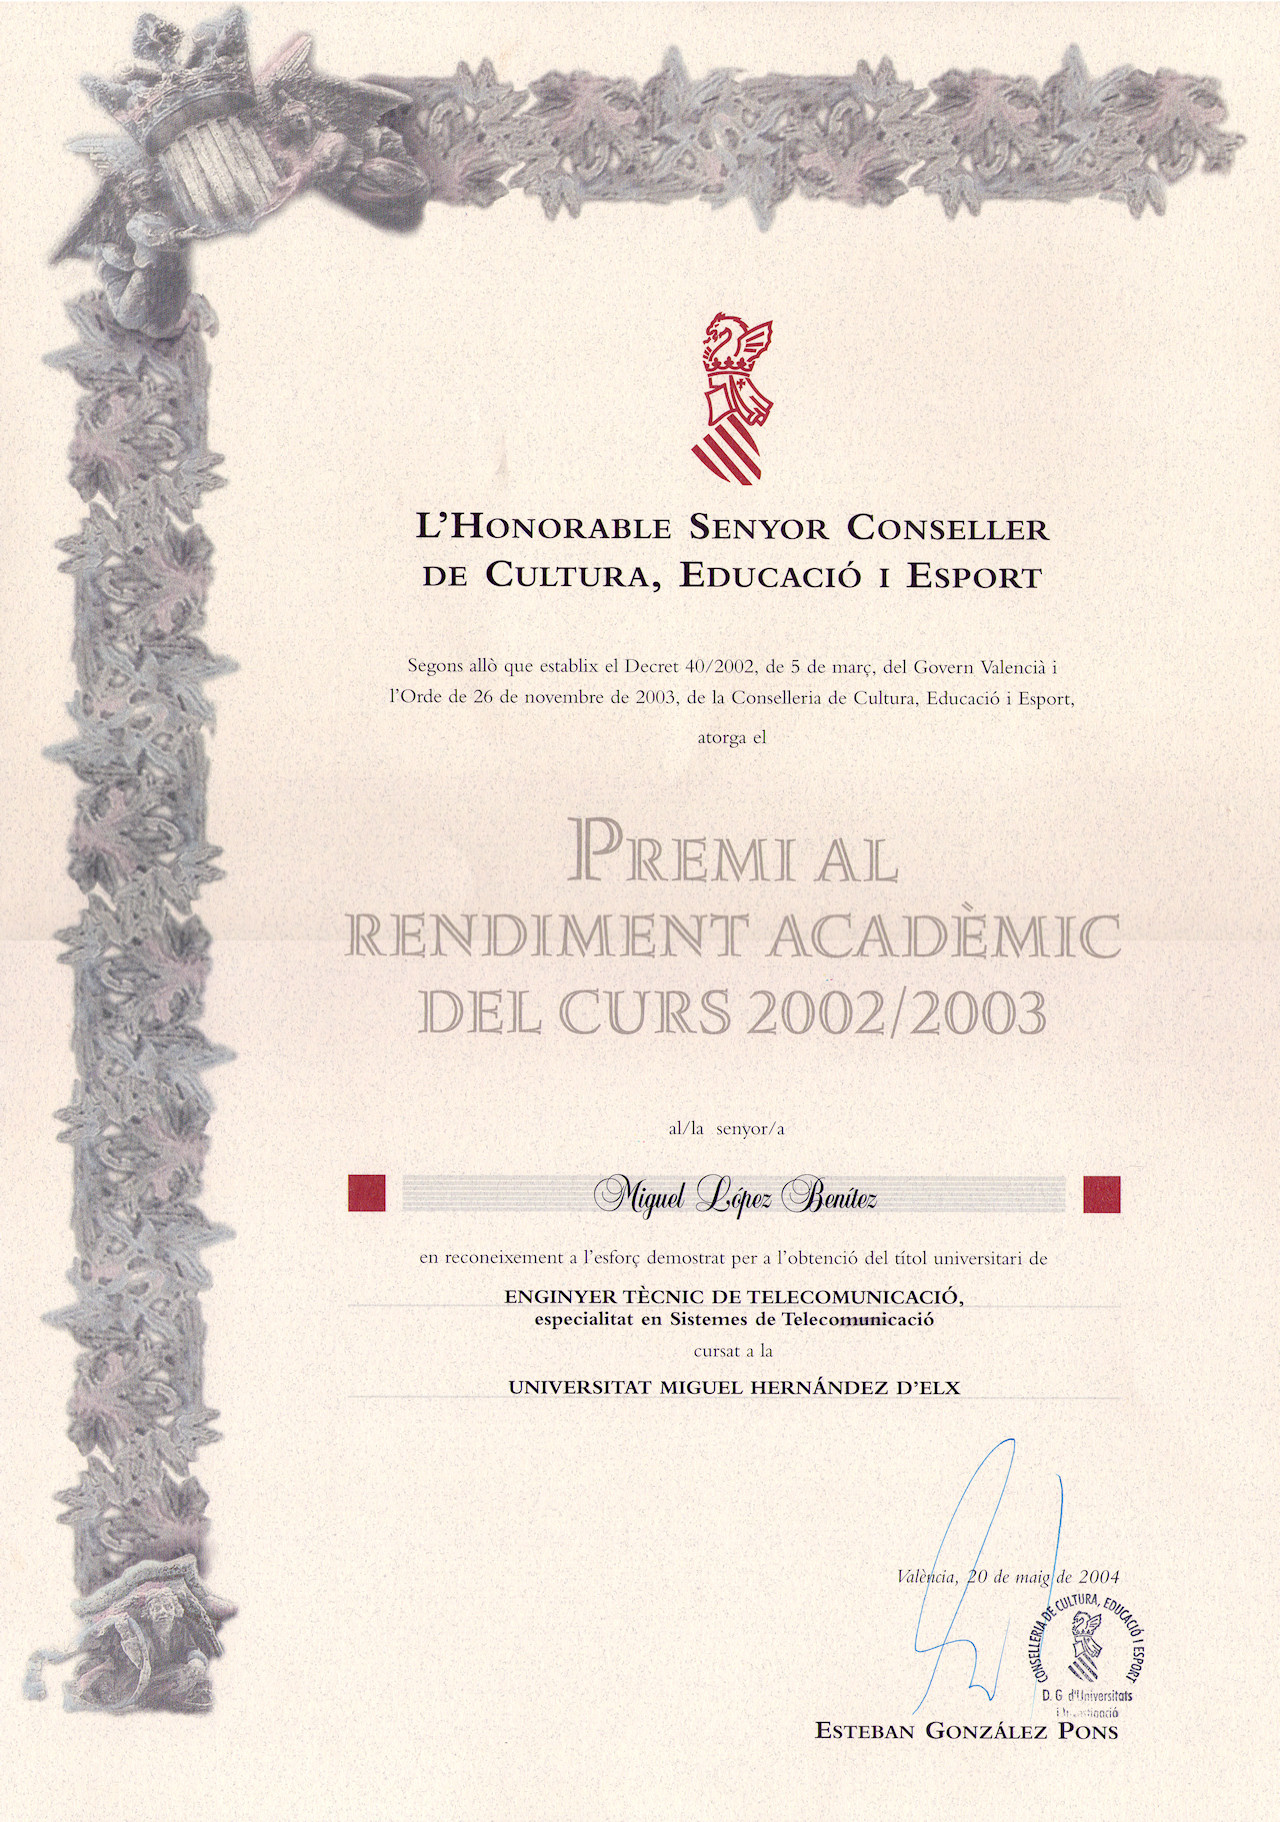 L'HONORABLE SENYOR CONSELLER
DE CULTURA, EDUCACIÓ I ESPORT
Segons allò que establix el Decret 40/2002, de 5 de març, del Govern Valencià i
l'Orde de 26 de novembre de 2003, de la Conselleria de Cultura, Educació i Esport,
atorga el
PREMI AL
RENDIMENT ACADÈMIC
DEL CURS 2002/2003
al/la senyor/a
Miguel López Benítez
en reconeixement a l'esforç demostrat per a l'obtenció del títol universitari de
ENGINYER TÈCNIC DE TELECOMUNICACIÓ,
especialitat en Sistemes de Telecomunicació
cursat a la
UNIVERSITAT MIGUEL HERNÁNDEZ D'ELX
València, 20 de maig de 2004
CONSELLERIA DE CULTURA, EDUCACIÓ I ESPORT
D. G. d'Universitats
ESTEBAN GONZÁLEZ PONS